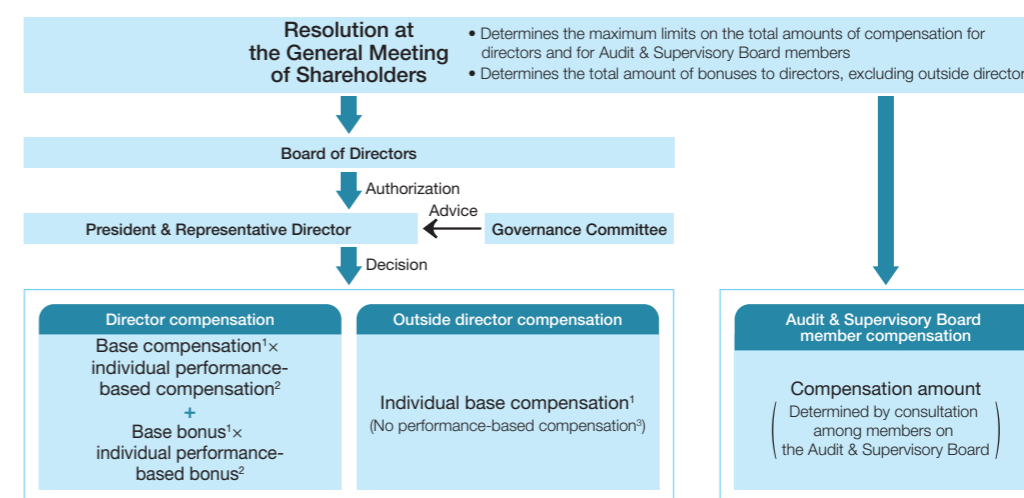 Resolution at
the General Meeting
of Shareholders
• Determines the maximum limits on the total amounts of compensation for
directors and for Audit & Supervisory Board members
• Determines the total amount of bonuses to directors, excluding outside director
Board of Directors
Authorization
Advice
President & Representative Director
Governance Committee
Decision
Director compensation
Base compensation¹×
individual performance-
based compensation²
+
Base bonus¹×
individual performance-
based bonus²
Outside director compensation
Individual base compensation¹
(No performance-based compensation³)
Audit & Supervisory Board
member compensation
Compensation amount
(Determined by consultation
among members on
the Audit & Supervisory Board)